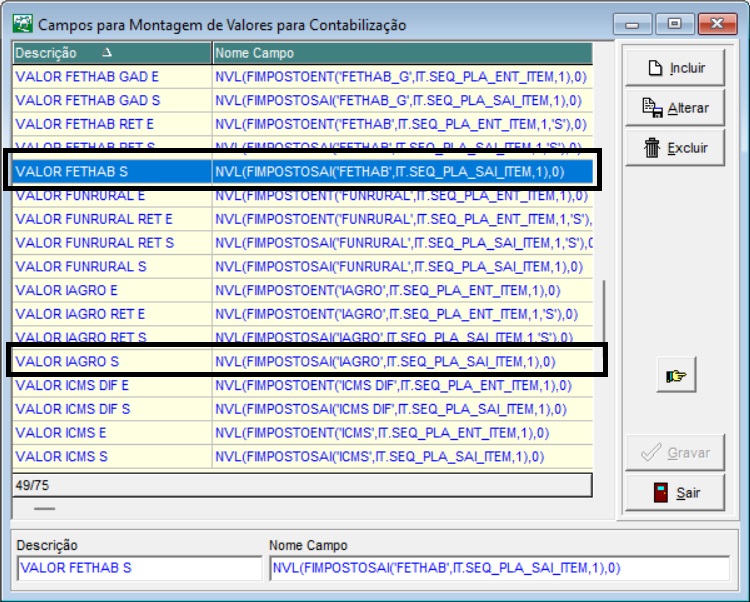 Campos para Montagem de Valores para Contabilização
Descrição Nome Campo
VALOR FETHAB GAD E NVL(FIMPOSTOENT('FETHAB_G',IT.SEQ_PLA_ENT_ITEM,1),0)
VALOR FETHAB GAD S NVL(FIMPOSTOSAI('FETHAB_G',IT.SEQ_PLA_SAI_ITEM,1),0)
VALOR FETHAB RET E NVL(FIMPOSTOENT('FETHAB',IT.SEQ_PLA_ENT_ITEM,1,'S'),0)
VALOR FETHAB RET S NVL(FIMPOSTOSAI('FETHAB',IT.SEQ_PLA_SAI_ITEM,1,'S'),0)
VALOR FETHAB S NVL(FIMPOSTOSAI('FETHAB',IT.SEQ_PLA_SAI_ITEM,1),0)
VALOR FUNRURAL E NVL(FIMPOSTOENT('FUNRURAL',IT.SEQ_PLA_ENT_ITEM,1),0)
VALOR FUNRURAL RET E NVL(FIMPOSTOENT('FUNRURAL',IT.SEQ_PLA_ENT_ITEM,1,'S'),
VALOR FUNRURAL RET S NVL(FIMPOSTOSAI('FUNRURAL',IT.SEQ_PLA_SAI_ITEM,1,'S'),0
VALOR FUNRURAL S NVL(FIMPOSTOSAI('FUNRURAL',IT.SEQ_PLA_SAI_ITEM,1),0)
VALOR IAGRO E NVL(FIMPOSTOENT('IAGRO',IT.SEQ_PLA_ENT_ITEM,1),0)
VALOR IAGRO RET E NVL(FIMPOSTOENT('IAGRO',IT.SEQ_PLA_ENT_ITEM,1,'S'),0)
VALOR IAGRO RET S NVL(FIMPOSTOSAI('IAGRO',IT.SEQ_PLA_SAI_ITEM,1,'S'),0)
VALOR IAGRO S NVL(FIMPOSTOSAI('IAGRO',IT.SEQ_PLA_SAI_ITEM,1),0)
VALOR ICMS DIF E NVL(FIMPOSTOENT('ICMS DIF',IT.SEQ_PLA_ENT_ITEM,1),0)
VALOR ICMS DIF S NVL(FIMPOSTOSAI('ICMS DIF',IT.SEQ_PLA_SAI_ITEM,1),0)
VALOR ICMS E NVL(FIMPOSTOENT('ICMS',IT.SEQ_PLA_ENT_ITEM,1),0)
VALOR ICMS S NVL(FIMPOSTOSAI('ICMS',IT.SEQ_PLA_SAI_ITEM,1),0)
49/75
Incluir
Alterar
Excluir
Gravar
Sair
Descrição Nome Campo
VALOR FETHAB S NVL(FIMPOSTOSAI('FETHAB',IT.SEQ_PLA_SAI_ITEM,1),0)